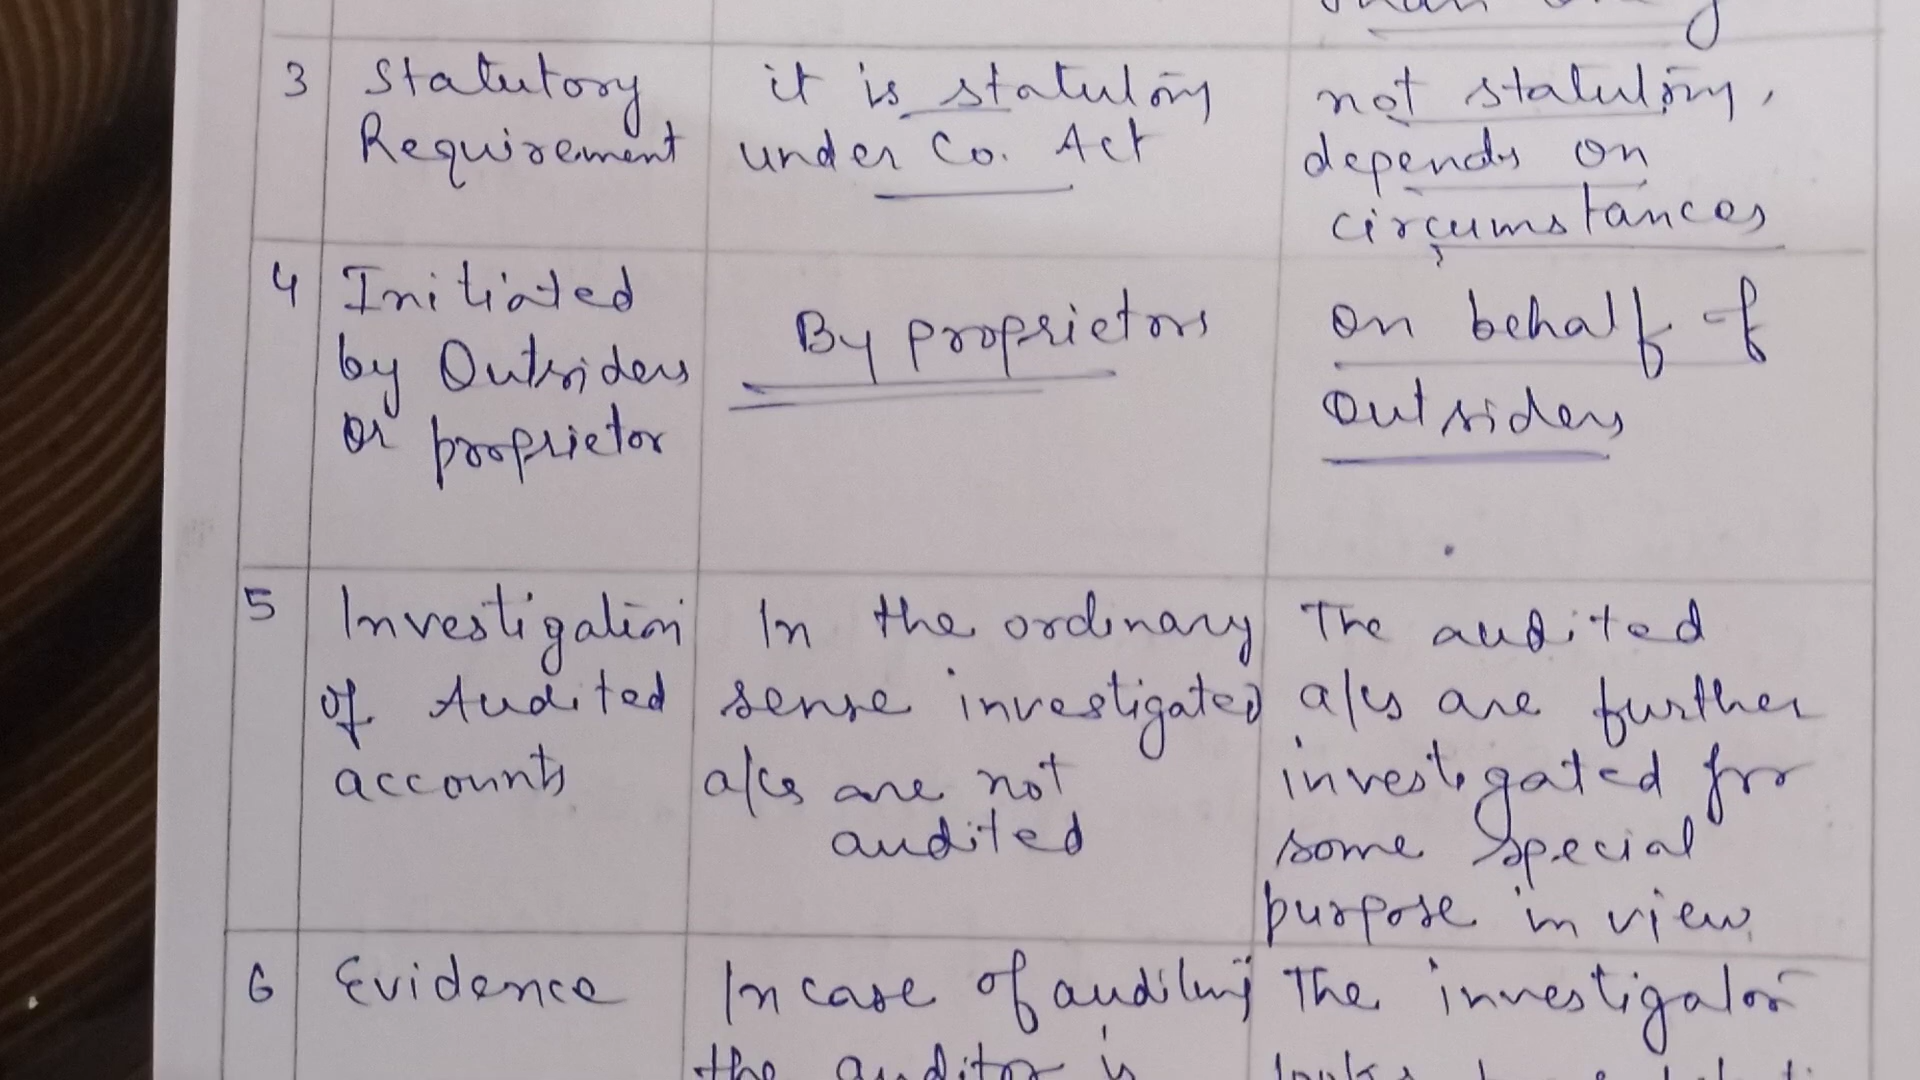 3 Statutory Requirement
it is statutory under Co. Act
not statutory, depends on circumstances
4 Initiated by Outsiders or proprietor
By proprietors
on behalf of outsiders
5 Investigation of Audited accounts
In the ordinary sense investigated a/cs are not audited
The audited a/cs are further investigated for some special purpose in view.
6 Evidence
In case of auditing the auditor is
The investigator